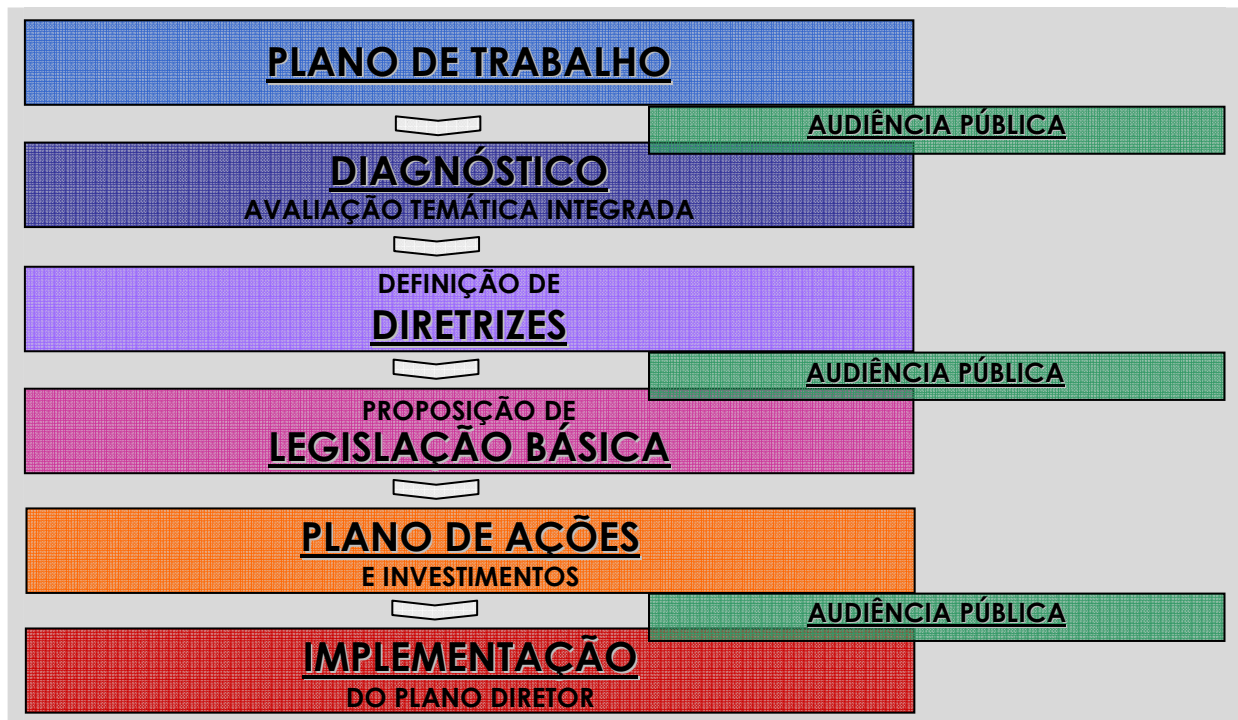 PLANO DE TRABALHO
AUDIÊNCIA PÚBLICA
DIAGNÓSTICO
AVALIAÇÃO TEMÁTICA INTEGRADA
DEFINIÇÃO DE
DIRETRIZES
AUDIÊNCIA PÚBLICA
PROPOSIÇÃO DE
LEGISLAÇÃO BÁSICA
PLANO DE AÇÕES
E INVESTIMENTOS
AUDIÊNCIA PÚBLICA
IMPLEMENTAÇÃO
DO PLANO DIRETOR